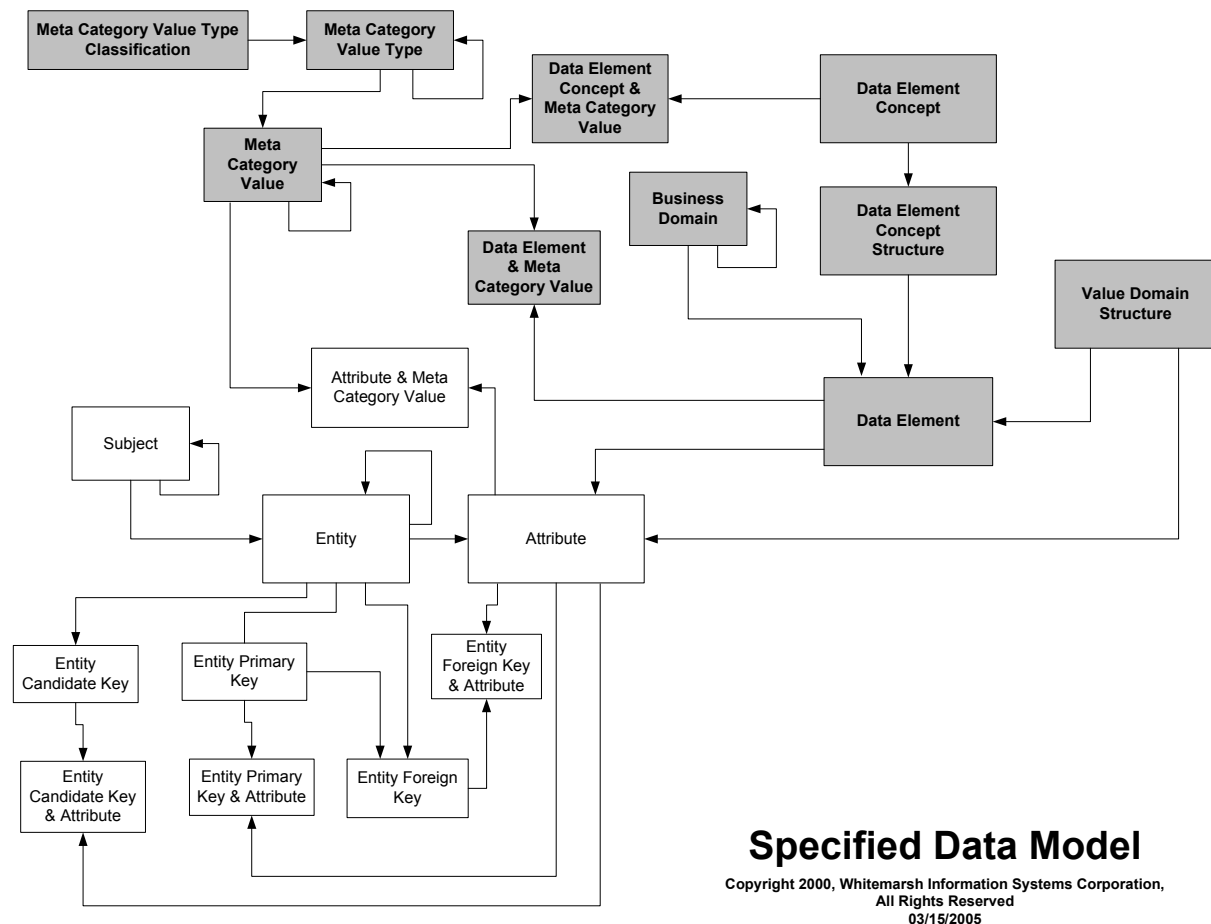 Meta Category Value Type
Classification
Meta Category
Value Type
Data Element
Concept &
Meta Category
Value
Data Element
Concept
Meta
Category
Value
Business
Domain
Data Element
Concept
Structure
Data Element
& Meta
Category Value
Value Domain
Structure
Attribute & Meta
Category Value
Data Element
Subject
Entity
Attribute
Entity
Candidate Key
Entity Primary
Key
Entity
Foreign Key
& Attribute
Entity
Candidate Key
& Attribute
Entity Primary
Key & Attribute
Entity Foreign
Key
Specified Data Model
Copyright 2000, Whitemarsh Information Systems Corporation,
All Rights Reserved
03/15/2005